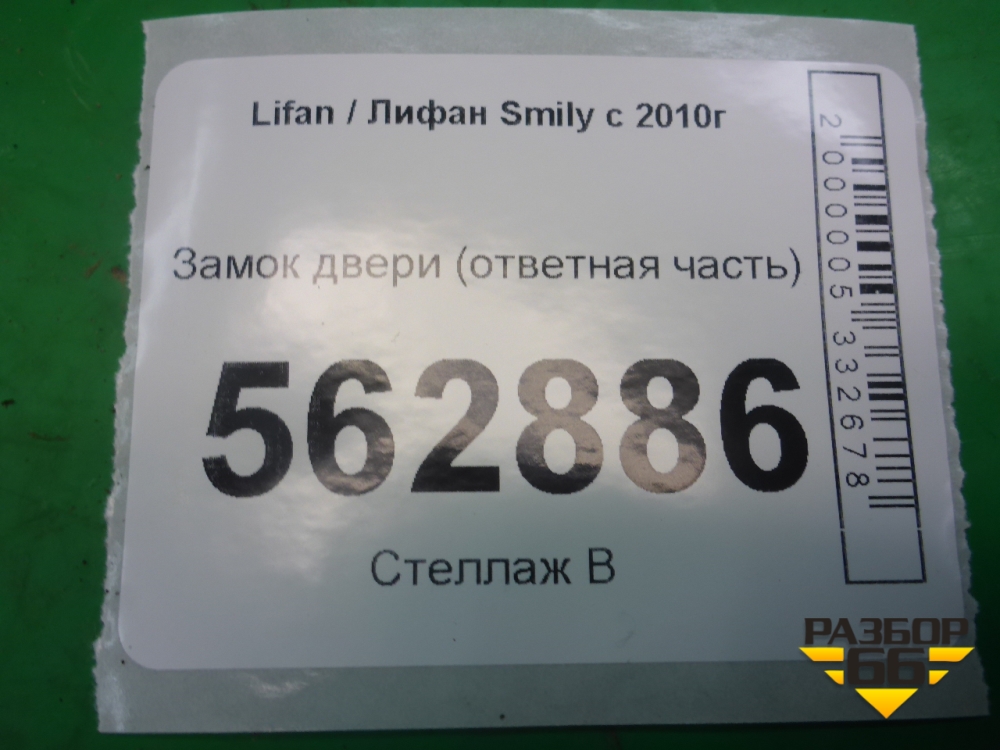 Lifan / Лифан Smily с 2010г
Замок двери (ответная часть)
562886
Стеллаж В
2000005332678
РАЗБОР
66